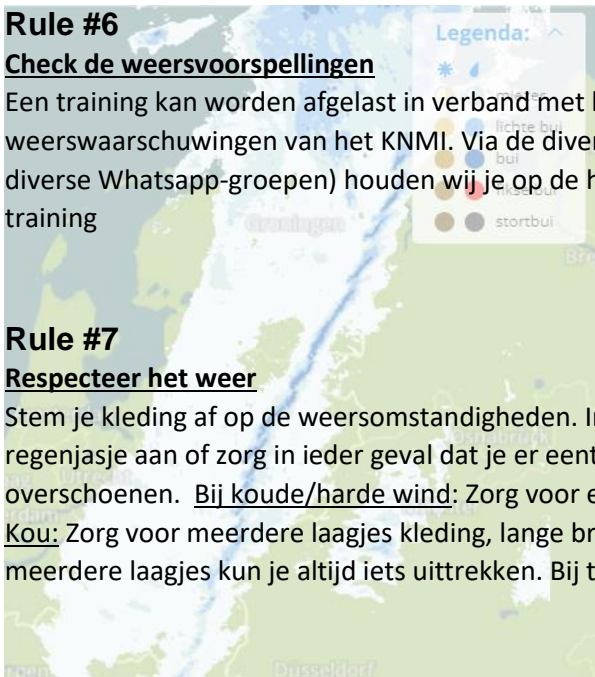 Rule #6
Legenda:
Check de weersvoorspellingen
Een training kan worden afgelast in verband met
weerswaarschuwingen van het KNMI. Via de
lichte bui
bui
diverse Whatsapp-groepen) houden wij je op de
training
stortbui
Groningen
Rule #7
Respecteer het weer
Stem je kleding af op de weersomstandigheden.
regenjasje aan of zorg in ieder geval dat je er
Osnabrück
overschoenen. Bij koude/harde wind: Zorg voor
Kou: Zorg voor meerdere laagjes kleding, lange
meerdere laagjes kun je altijd iets uittrekken. Bij
Düsseldorf